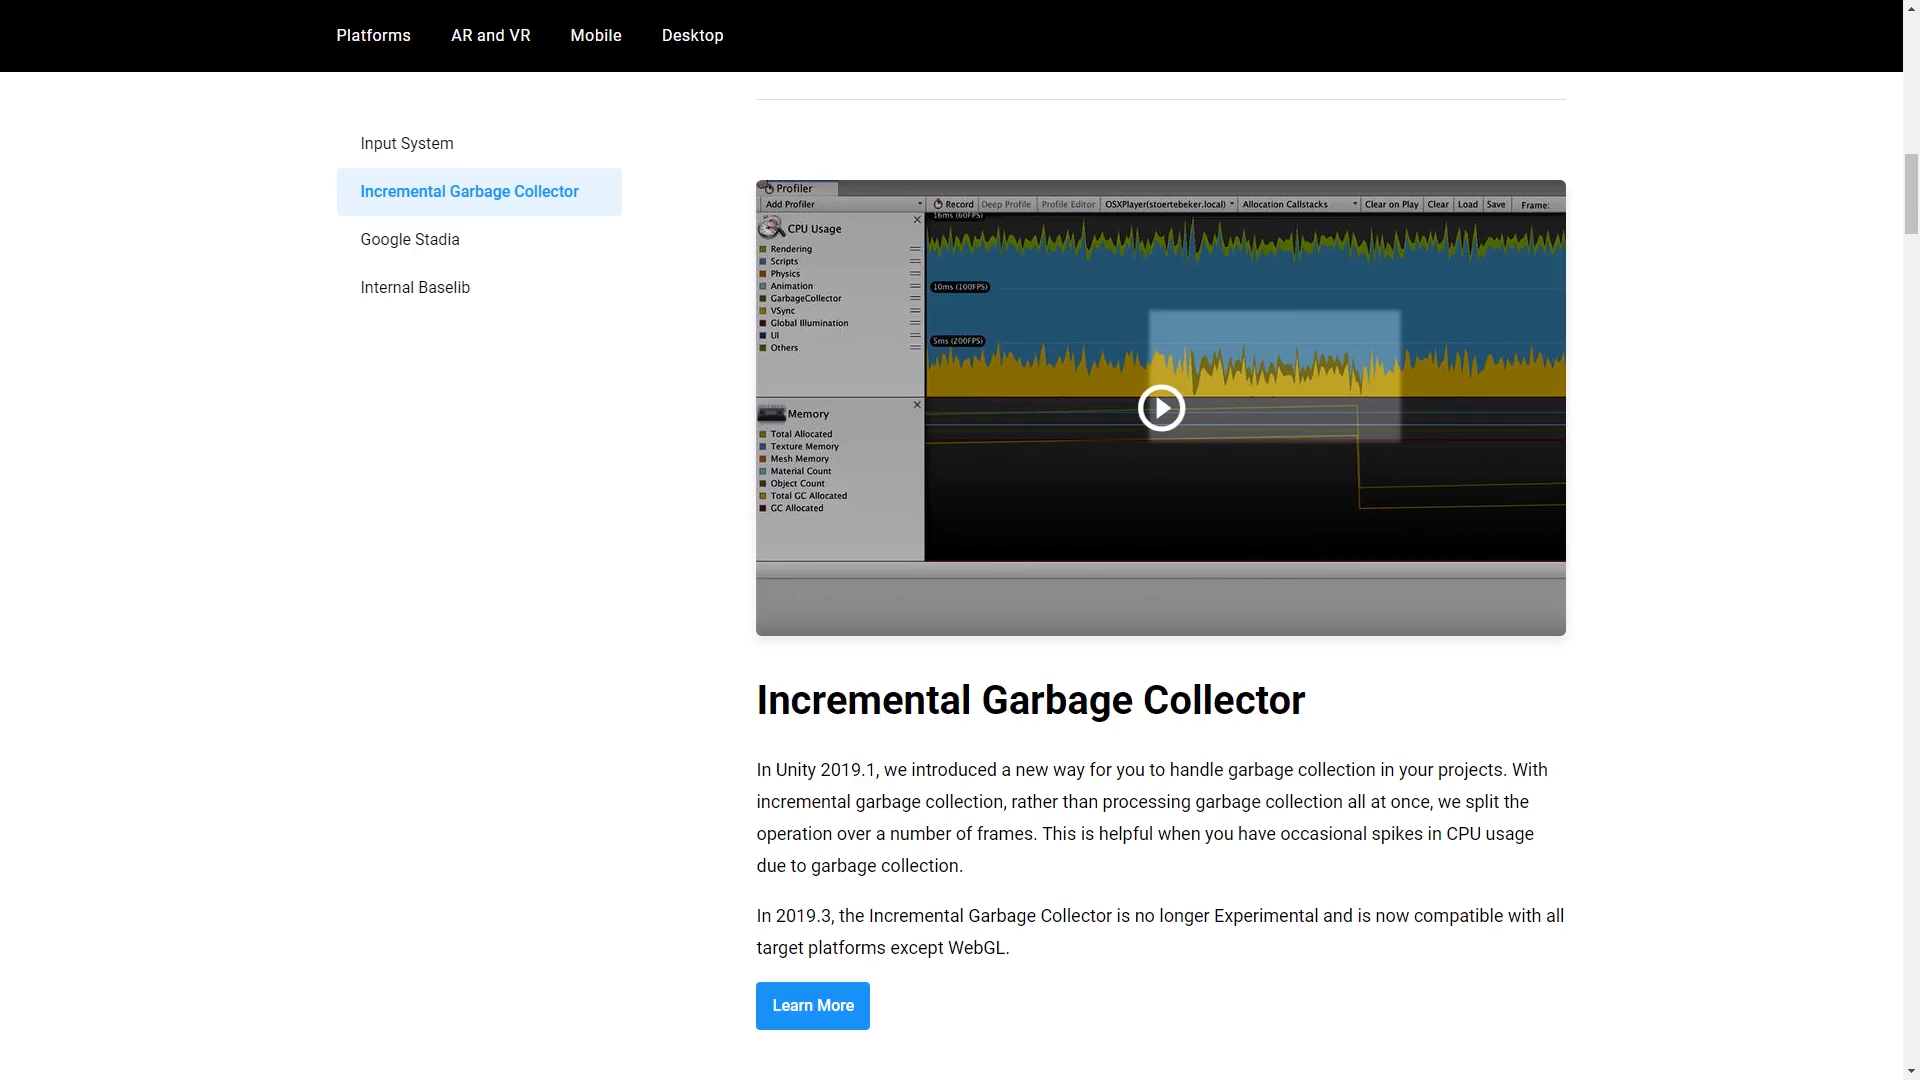 Platforms AR and VR Mobile Desktop
Input System
Incremental Garbage Collector
Google Stadia
Internal Baselib
Profiler
Add Profiler Record Deep Profile Profile Editor OSXPlayer(stoertebeker.local) Allocation Callstacks Clear on Play Clear Load Save Frame:
CPU Usage
Rendering
Scripts
Physics
Animation
GarbageCollector
VSync
Global Illumination
UI
Others
16ms (60FPS)
10ms (100FPS)
5ms (200FPS)
Memory
Total Allocated
Texture Memory
Mesh Memory
Material Count
Object Count
Total GC Allocated
GC Allocated
Incremental Garbage Collector
In Unity 2019.1, we introduced a new way for you to handle garbage collection in your projects. With
incremental garbage collection, rather than processing garbage collection all at once, we split the
operation over a number of frames. This is helpful when you have occasional spikes in CPU usage
due to garbage collection.
In 2019.3, the Incremental Garbage Collector is no longer Experimental and is now compatible with all
target platforms except WebGL.
Learn More